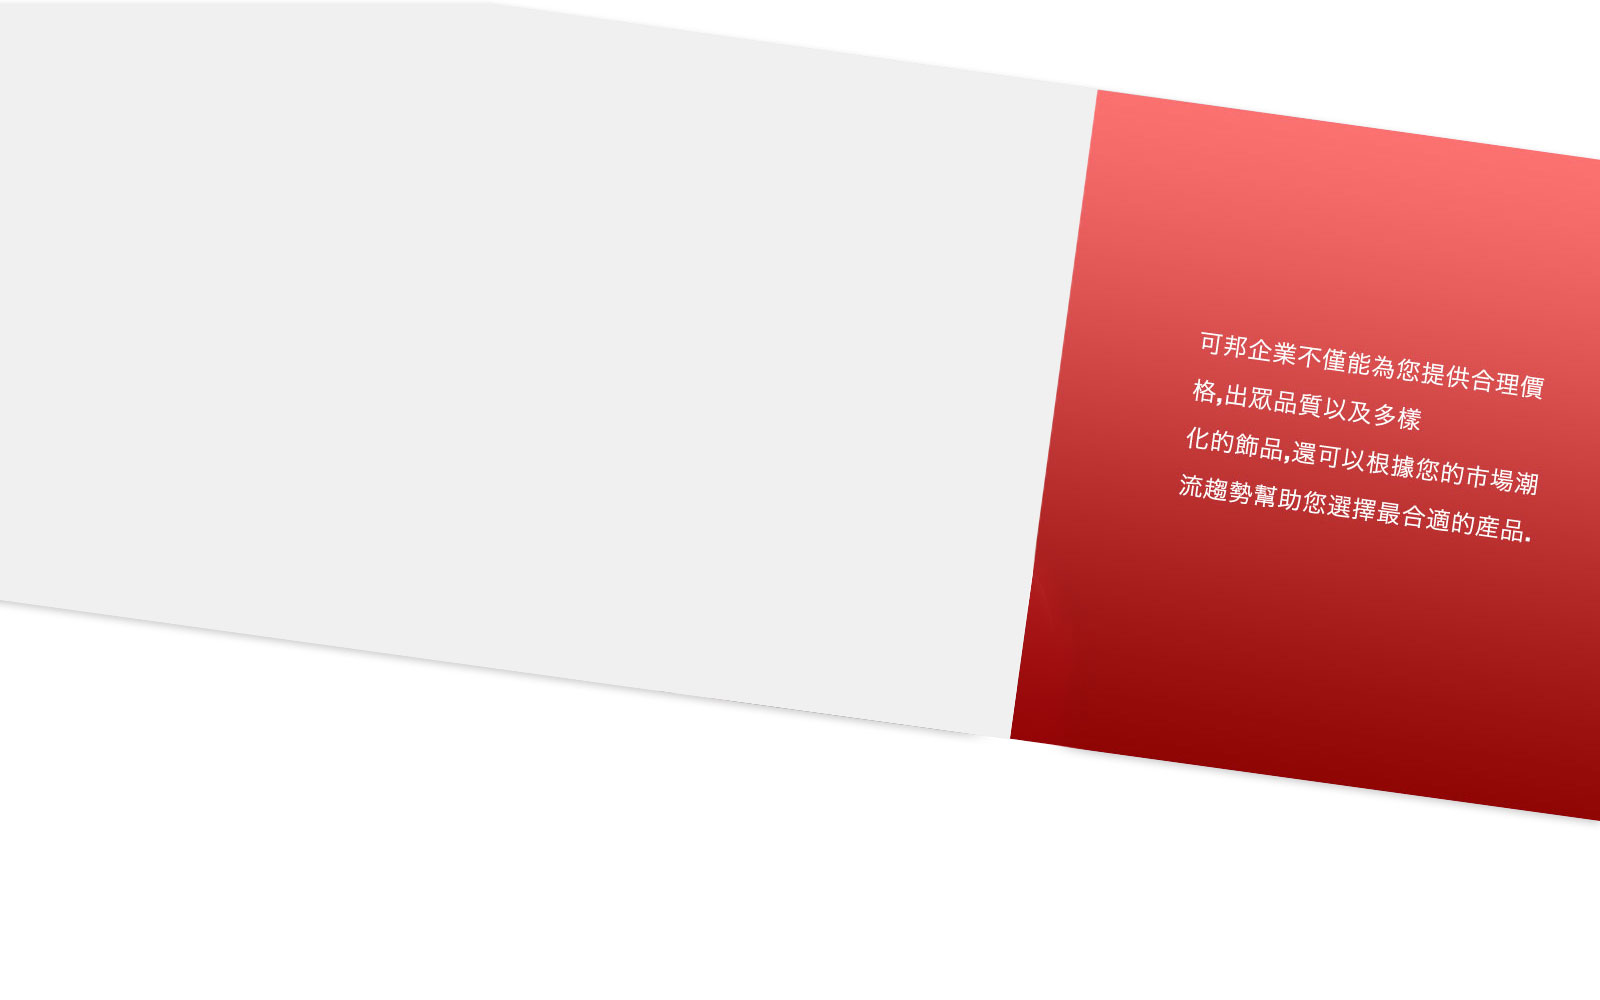 可邦企業不僅能為您提供合理價
格,出眾品質以及多樣
化的飾品,還可以根據您的市場潮
流趨勢幫助您選擇最合適的産品.